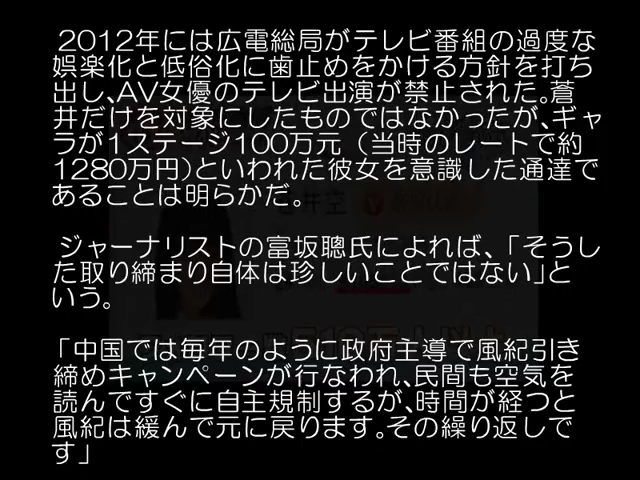 2012年には広電総局がテレビ番組の過度な
娯楽化と低俗化に歯止めをかける方針を打ち
出し、AV女優のテレビ出演が禁止された。蒼
井だけを対象にしたものではなかったが、ギャ
ラが1ステージ100万元（当時のレートで約
1280万円)といわれた彼女を意識した通達で
あることは明らかだ。
ジャーナリストの富坂聰氏によれば、「そうし
た取り締まり自体は珍しいことではない」と
いう。
「中国では毎年のように政府主導で風紀引き
締めキャンペーンが行なわれ、民間も空気を
読んですぐに自主規制するが、時間が経つと
風紀は緩んで元に戻ります。その繰り返しで
す」